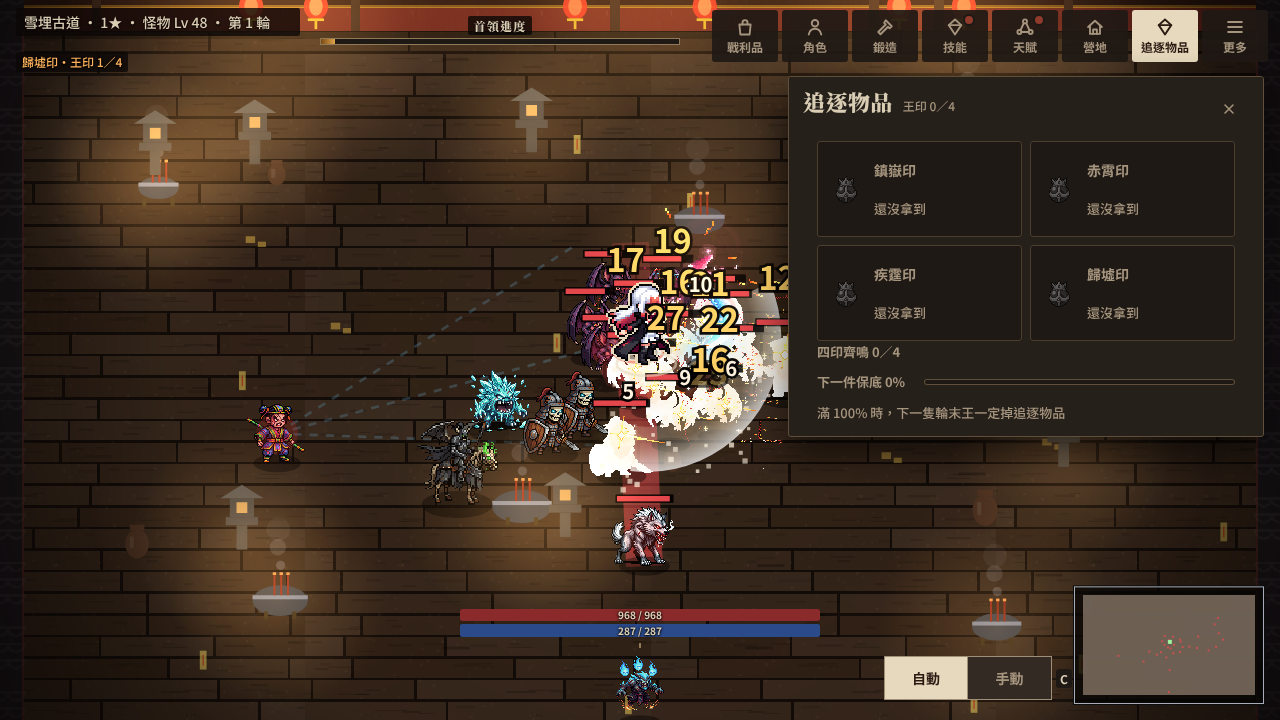 雪埋古道 · 1★ · 怪物 Lv 48 · 第 1 輪
首領進度
歸墟印·王印 1／4
戰利品
角色
鍛造
技能
天賦
營地
追逐物品
更多
追逐物品 王印 0／4
×
鎮嶽印
還沒拿到
赤霄印
還沒拿到
疾霆印
還沒拿到
歸墟印
還沒拿到
四印齊鳴 0／4
下一件保底 0%
滿 100% 時，下一隻輪末王一定掉追逐物品
19
17
10
27
22
16
6
9
5
968 / 968
287 / 287
自動
手動
C